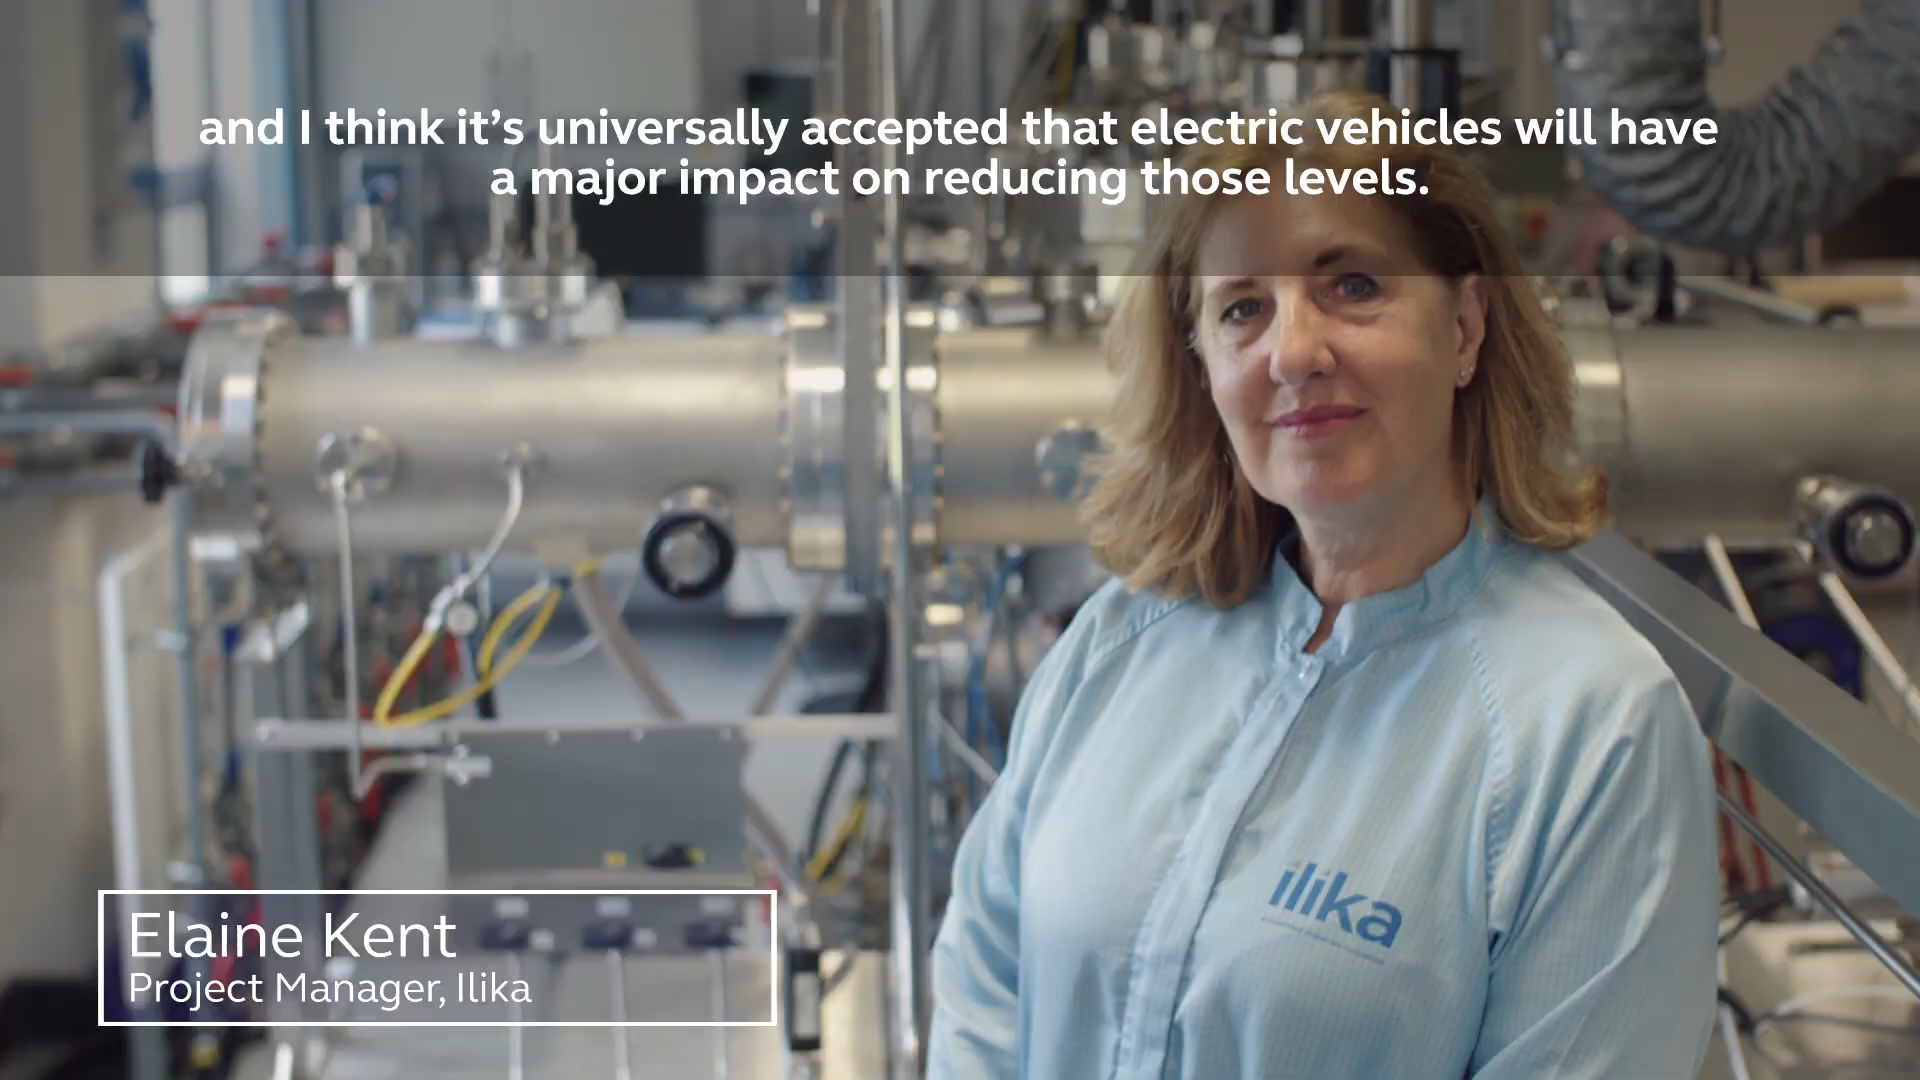 and I think it’s universally accepted that electric vehicles will have
a major impact on reducing those levels.
ilika
Elaine Kent
Project Manager, Ilika